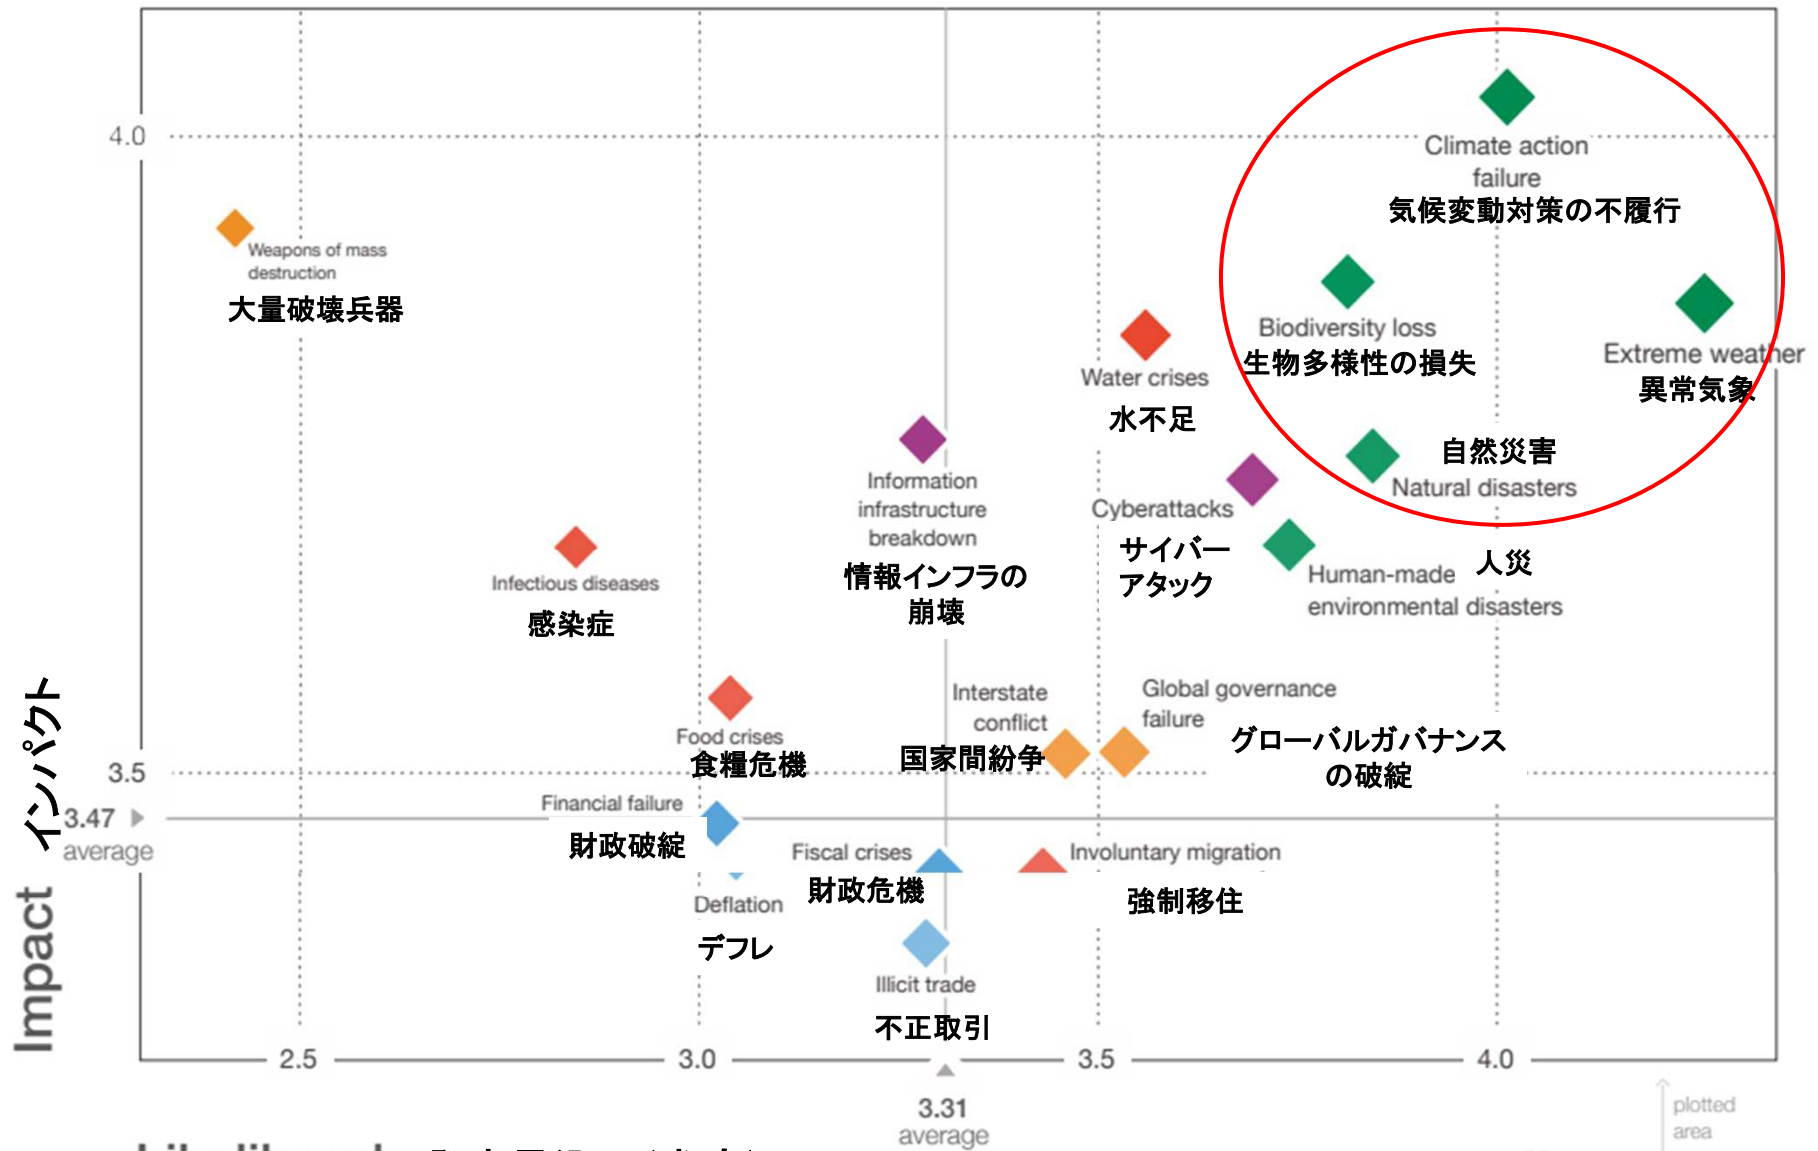 4.0
Climate action
failure
気候変動対策の不履行
Weapons of mass
destruction
大量破壊兵器
Biodiversity loss
生物多様性の損失
Extreme weather
異常気象
Water crises
水不足
自然災害
Natural disasters
Information
infrastructure
breakdown
情報インフラの
崩壊
Cyberattacks
サイバー
アタック
Human-made
人災
environmental disasters
Infectious diseases
感染症
Interstate
conflict
国家間紛争
Global governance
failure
グローバルガバナンス
の破綻
Food crises
食糧危機
インパクト
Impact
3.5
3.47
average
Financial failure
財政破綻
Fiscal crises
財政危機
Involuntary migration
強制移住
Deflation
デフレ
Illicit trade
不正取引
2.5
3.0
3.5
4.0
3.31
average
plotted
area